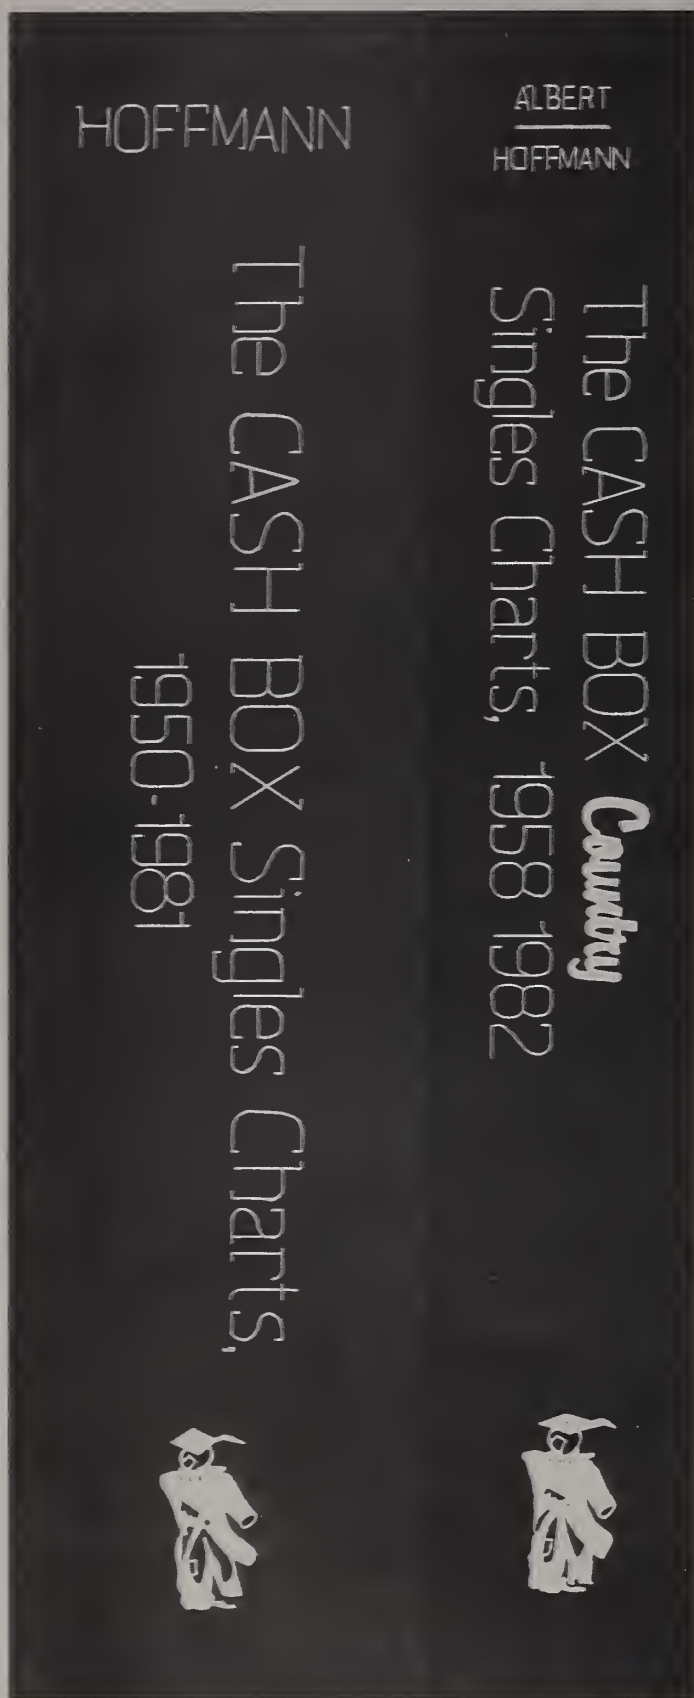 HOFFMANN
The CASH BOX Singles Charts,
1950-1981
ALBERT
HOFFMANN
The CASH BOX Country
Singles Charts, 1958 1982